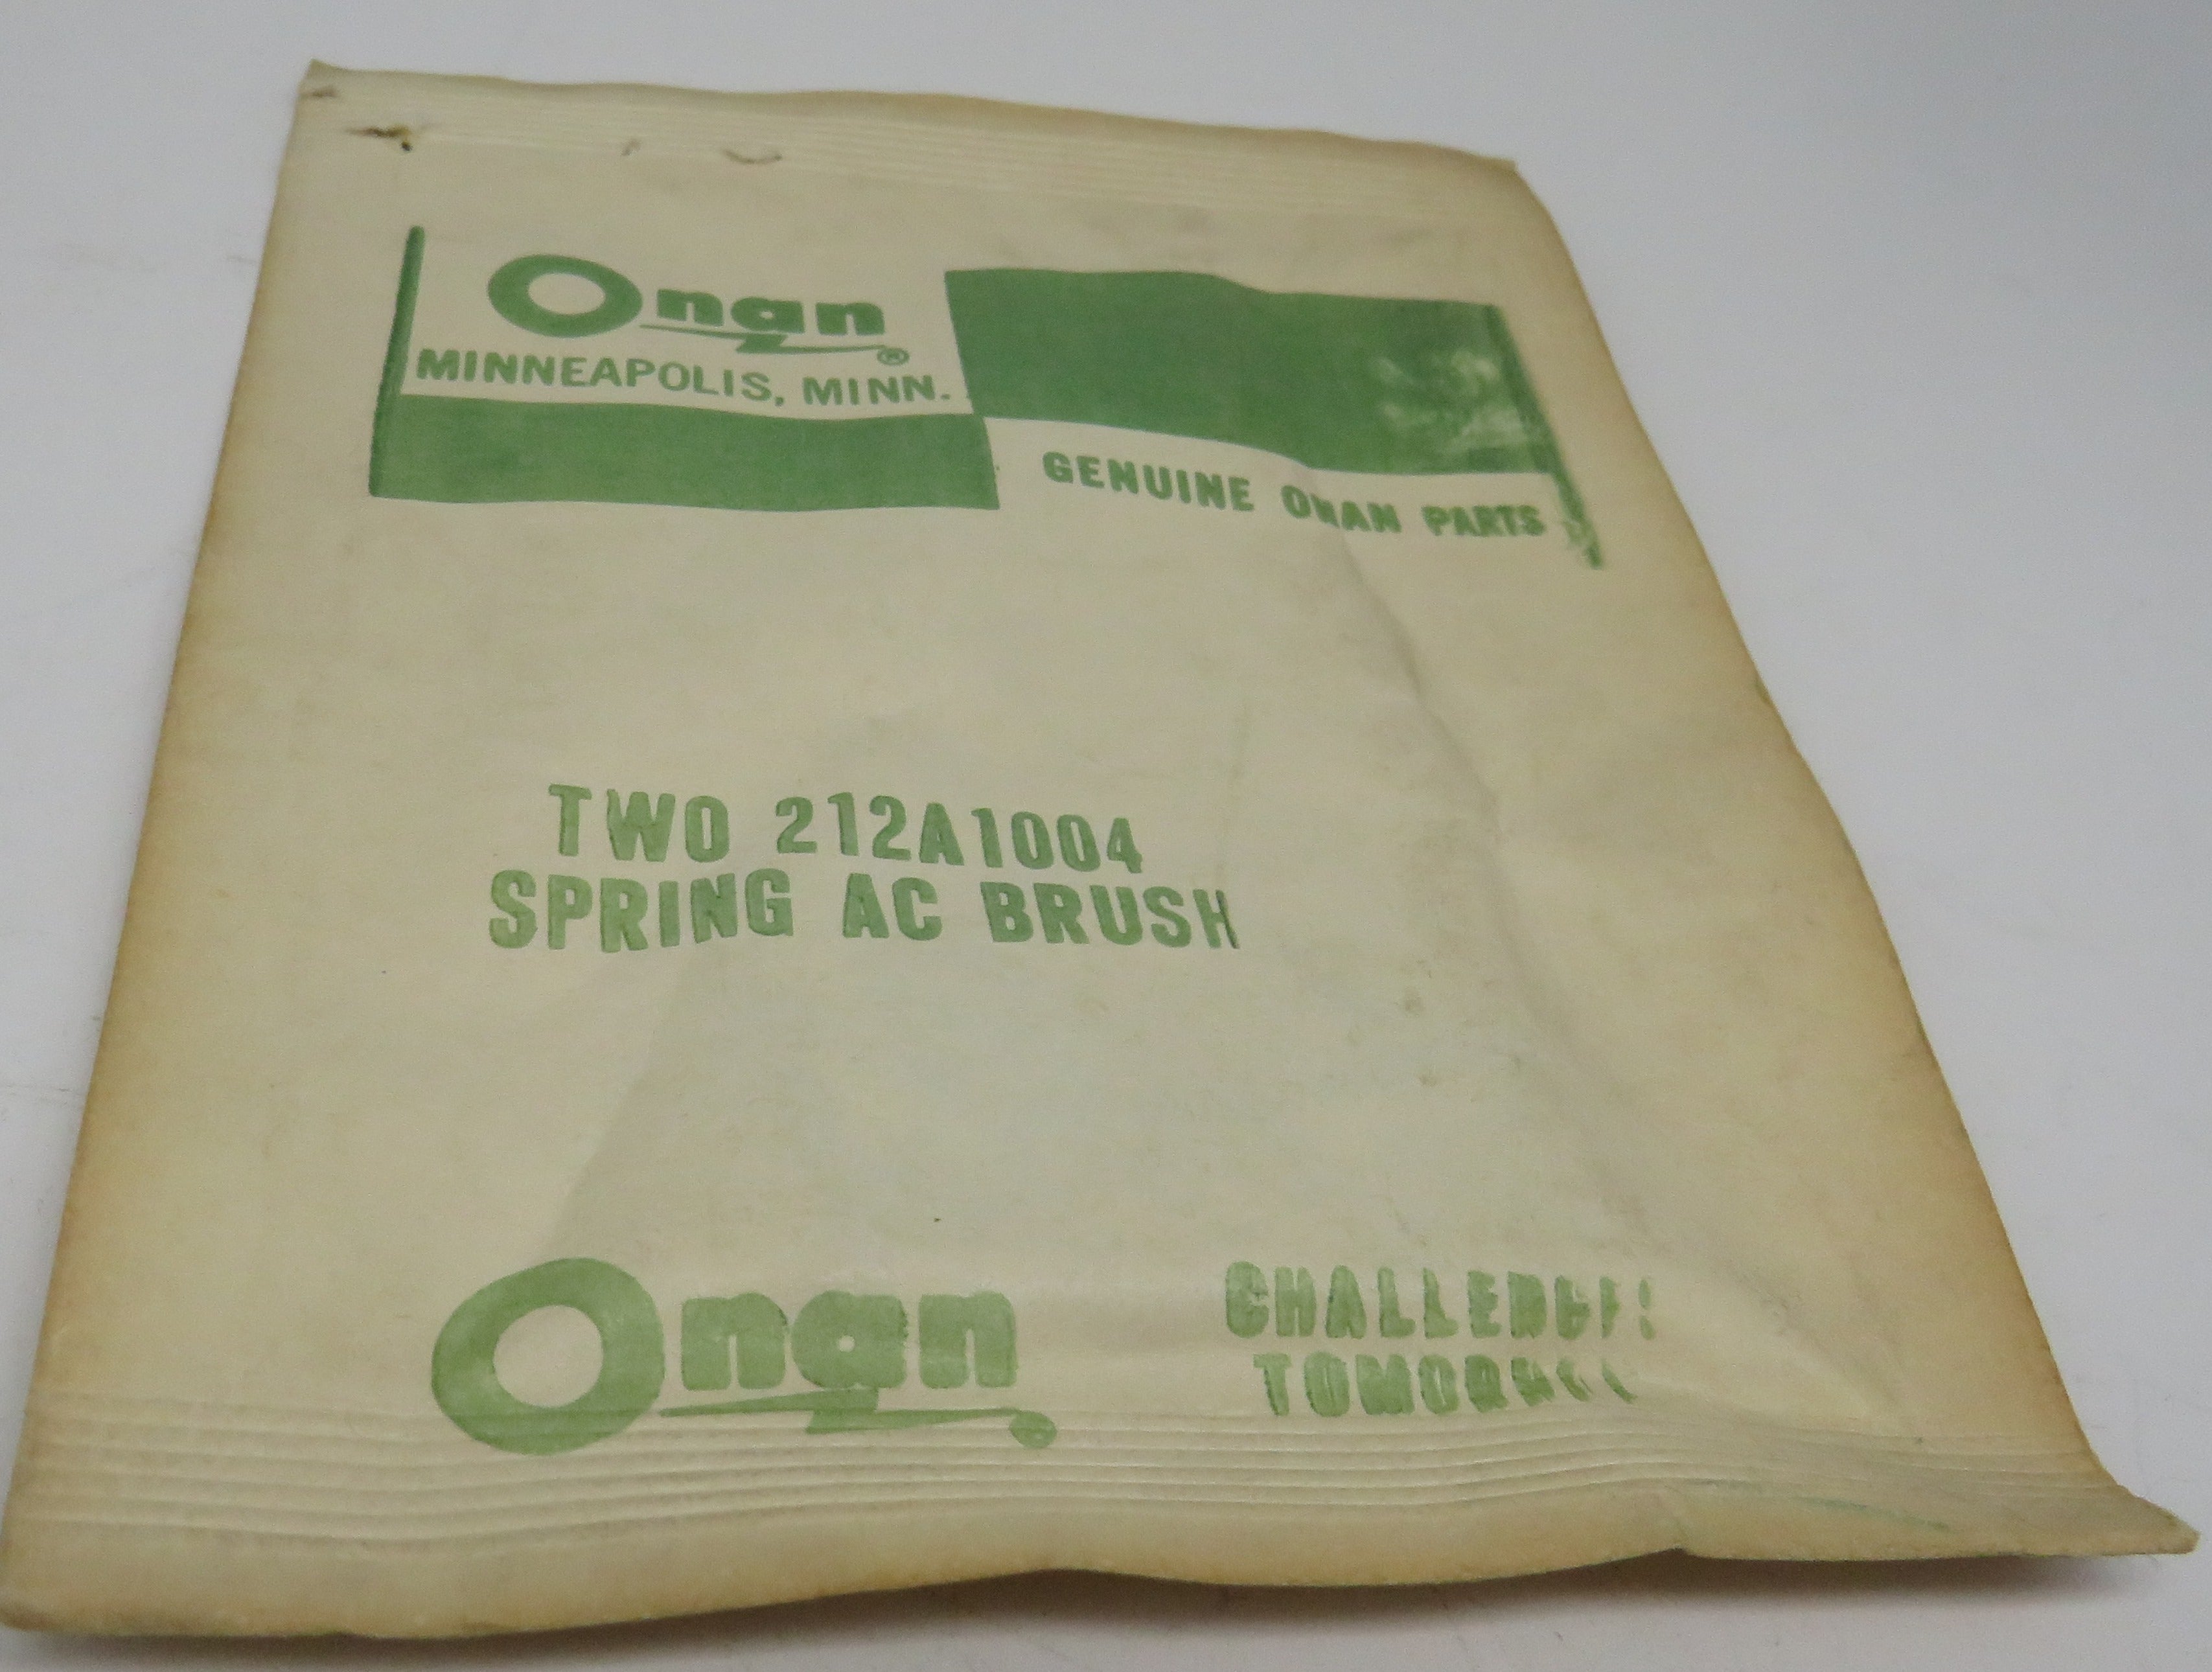 Onan®
MINNEAPOLIS, MINN.
GENUINE ONAN PARTS
TWO 212A1004
SPRING AC BRUSH
Onan